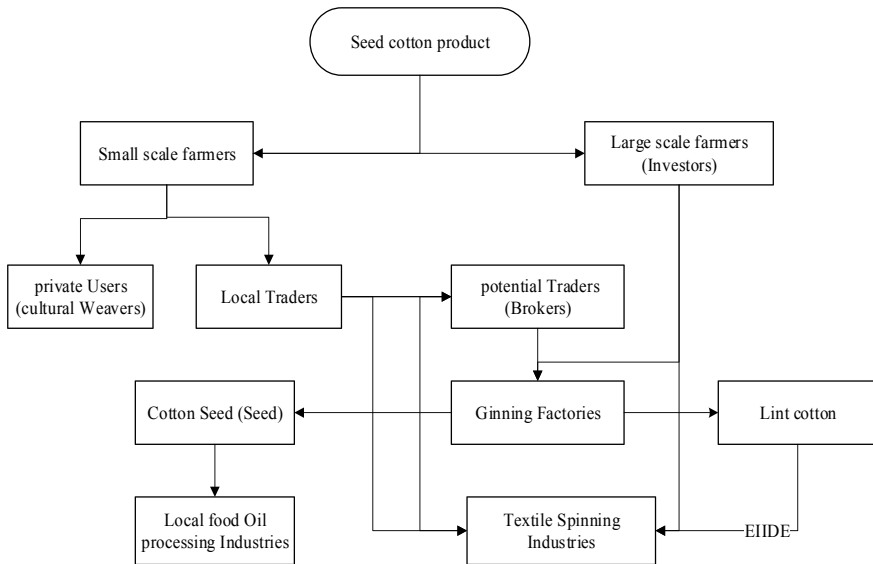 Seed cotton product
Small scale farmers
Large scale farmers
(Investors)
private Users
(cultural Weavers)
Local Traders
potential Traders
(Brokers)
Cotton Seed (Seed)
Ginning Factories
Lint cotton
Local food Oil
processing Industries
Textile Spinning
Industries
EIIDE